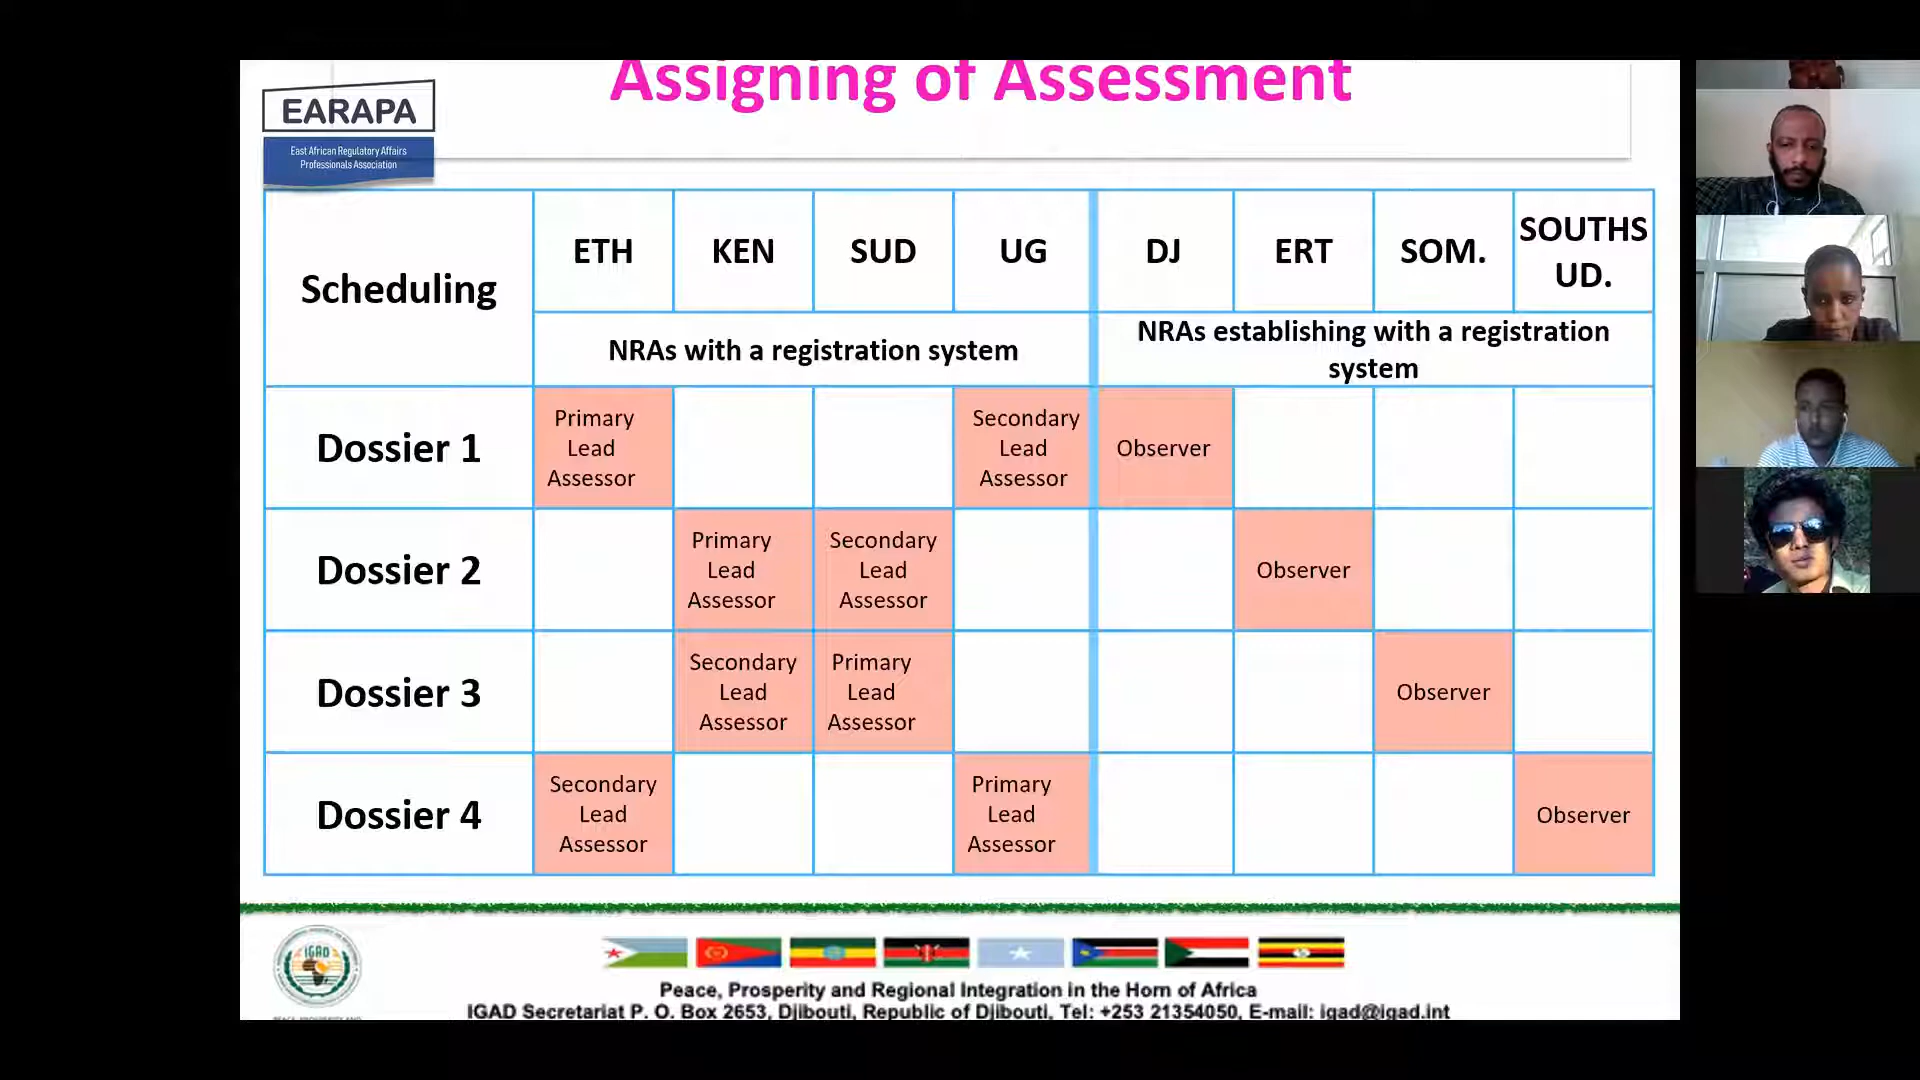 Assigning of Assessment
EARAPA
East African Regulatory Affairs
Professionals Association
Scheduling
ETH
KEN
SUD
UG
DJ
ERT
SOM.
SOUTHS
UD.
NRAs with a registration system
NRAs establishing with a registration
system
Dossier 1
Primary
Lead
Assessor
Secondary
Lead
Assessor
Observer
Dossier 2
Primary
Lead
Assessor
Secondary
Lead
Assessor
Observer
Dossier 3
Secondary
Lead
Assessor
Primary
Lead
Assessor
Observer
Dossier 4
Secondary
Lead
Assessor
Primary
Lead
Assessor
Observer
IGAD
Peace, Prosperity and Regional Integration in the Horn of Africa
IGAD Secretariat P. O. Box 2653, Djibouti, Republic of Djibouti, Tel: +253 21354050, E-mail: igad@igad.int